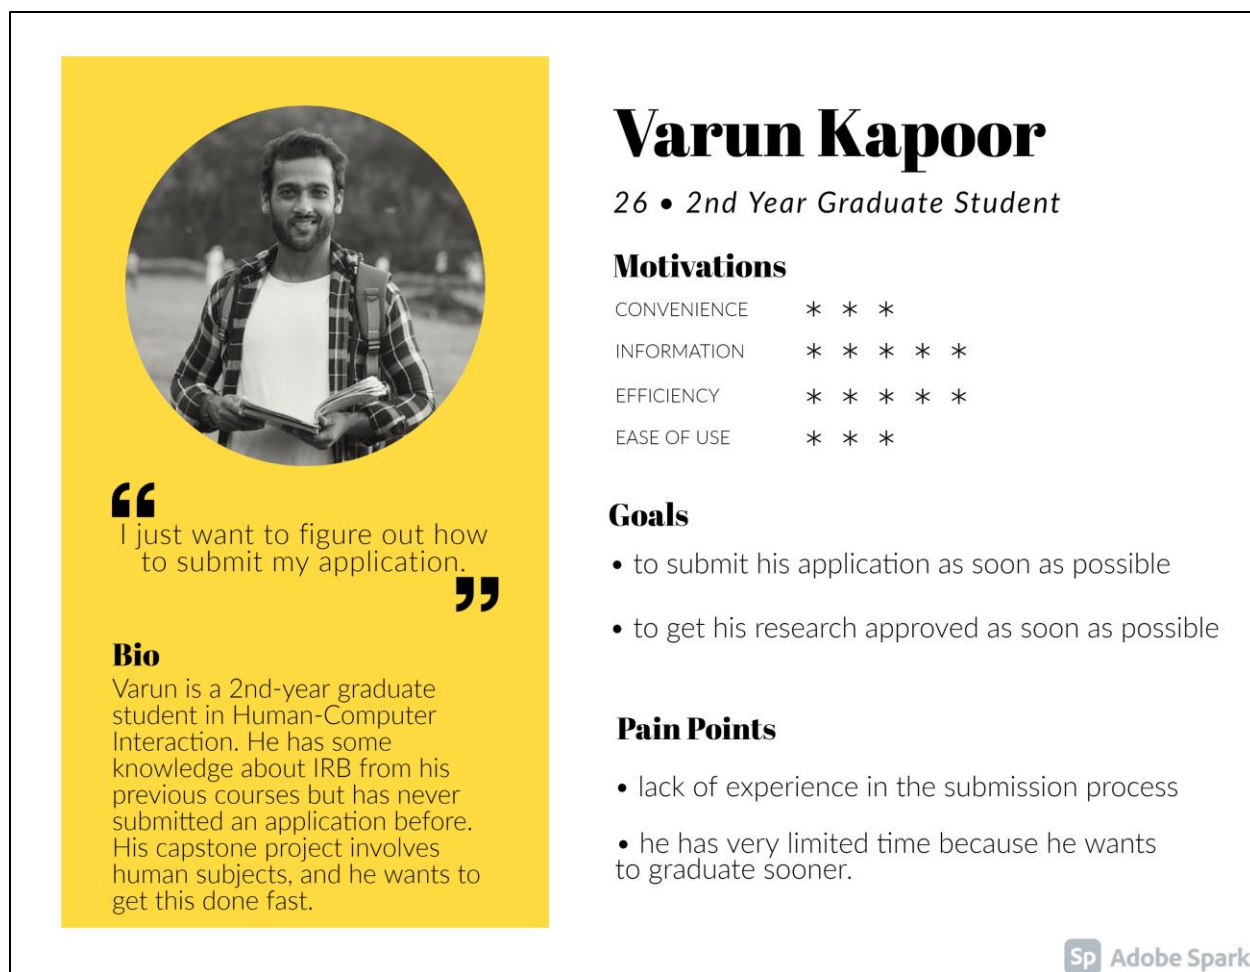 “
I just want to figure out how
to submit my application.
”
Bio
Varun is a 2nd-year graduate
student in Human-Computer
Interaction. He has some
knowledge about IRB from his
previous courses but has never
submitted an application before.
His capstone project involves
human subjects, and he wants to
get this done fast.
Varun Kapoor
26 • 2nd Year Graduate Student
Motivations
CONVENIENCE * * *
INFORMATION * * * * *
EFFICIENCY * * * * *
EASE OF USE * * *
Goals
• to submit his application as soon as possible
• to get his research approved as soon as possible
Pain Points
• lack of experience in the submission process
• he has very limited time because he wants
to graduate sooner.
Sp Adobe Spark